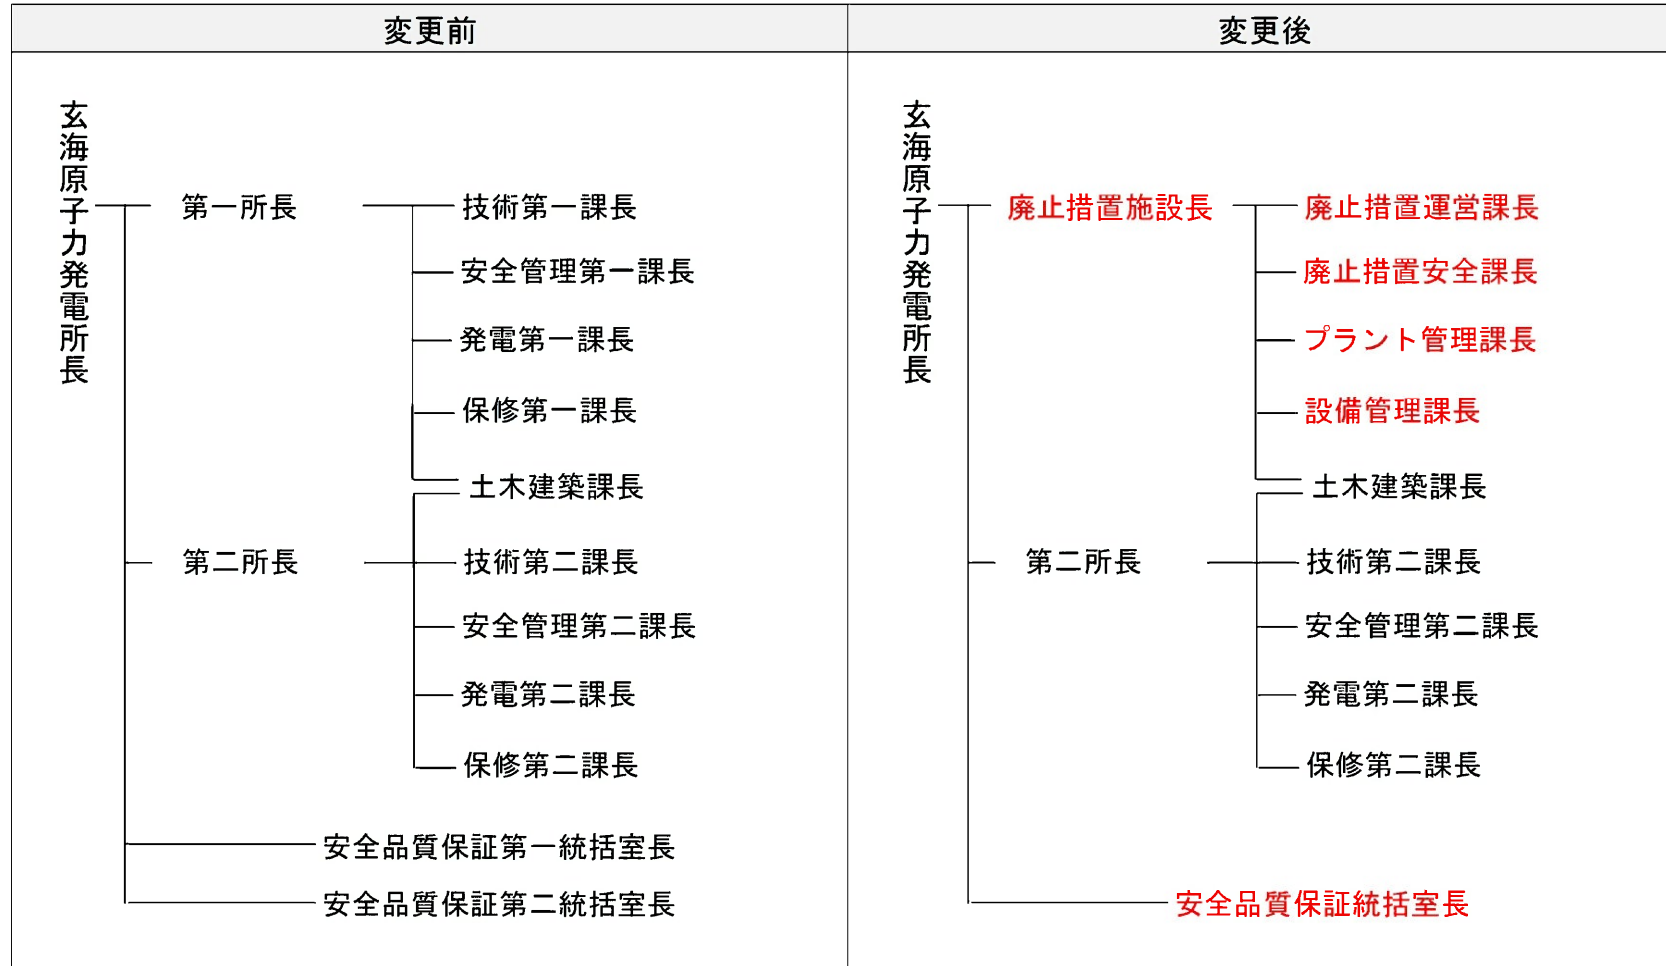 変更前
玄海原子力発電所長
第一所長
技術第一課長
安全管理第一課長
発電第一課長
保修第一課長
土木建築課長
第二所長
技術第二課長
安全管理第二課長
発電第二課長
保修第二課長
安全品質保証第一統括室長
安全品質保証第二統括室長
変更後
玄海原子力発電所長
廃止措置施設長
廃止措置運営課長
廃止措置安全課長
プラント管理課長
設備管理課長
土木建築課長
第二所長
技術第二課長
安全管理第二課長
発電第二課長
保修第二課長
安全品質保証統括室長